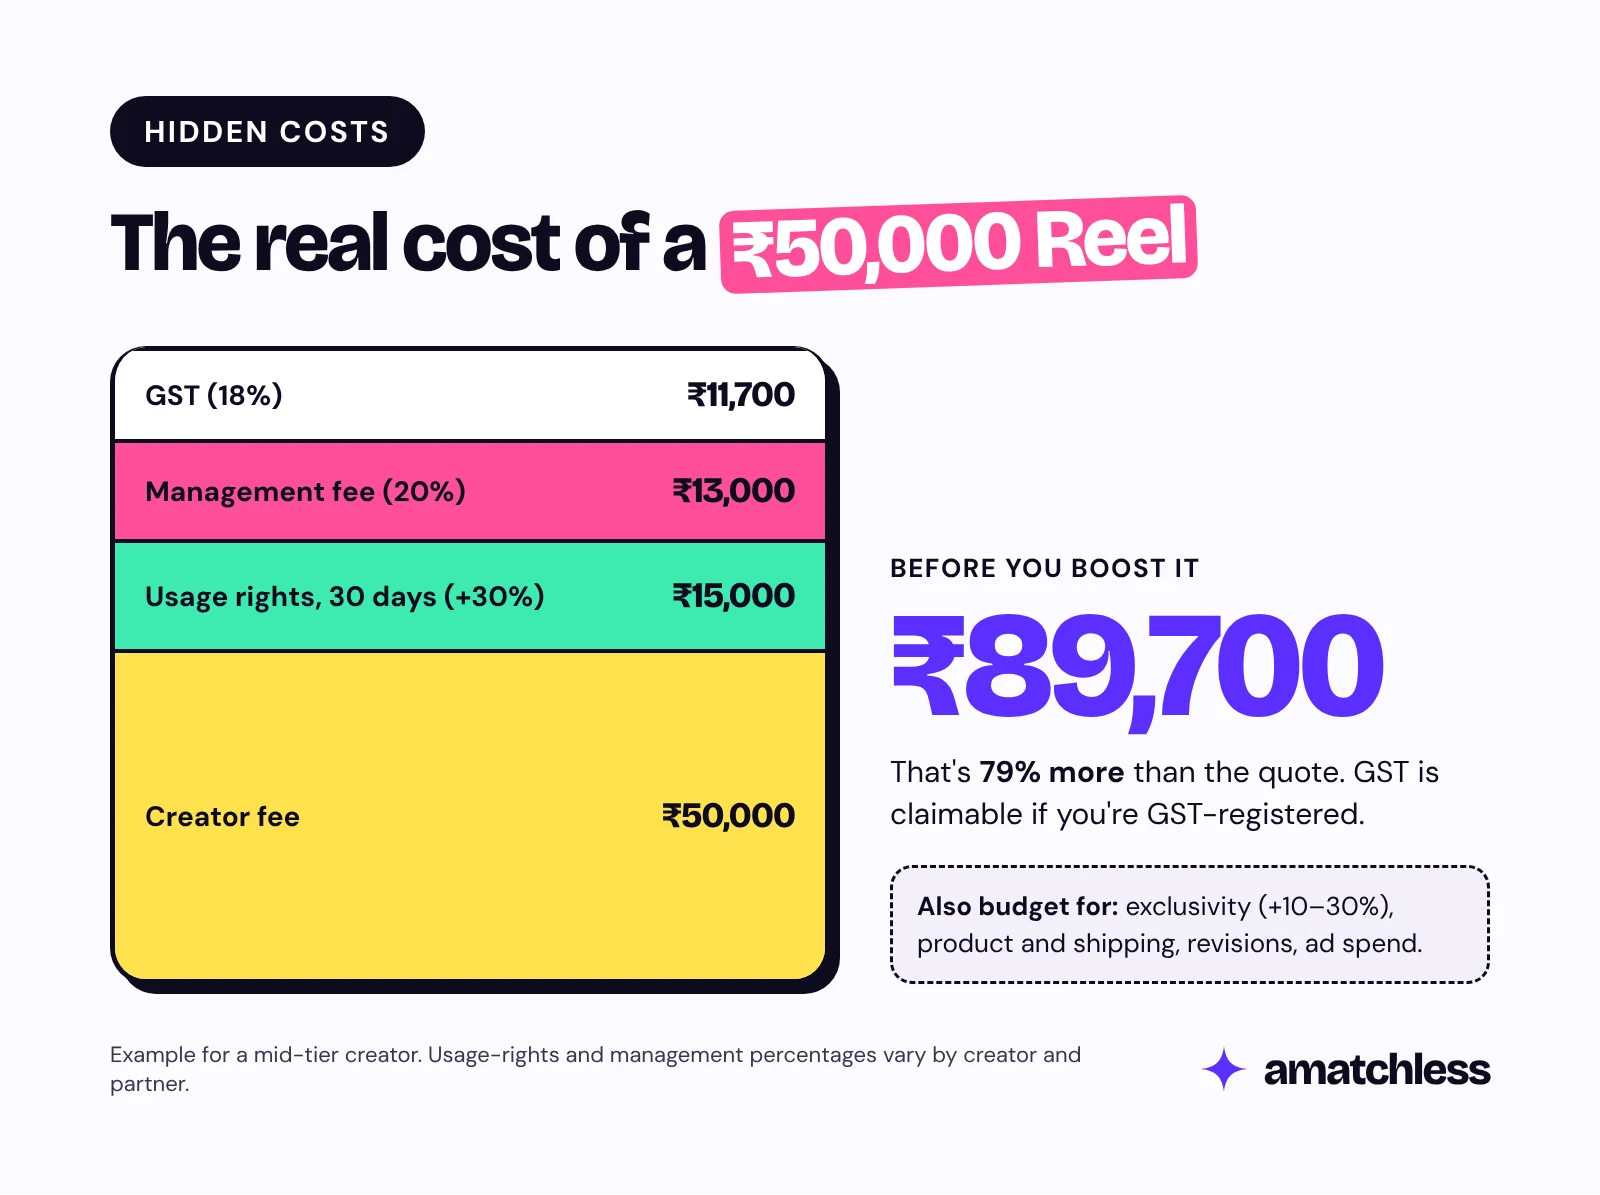 HIDDEN COSTS
The real cost of a ₹50,000 Reel
GST (18%) ₹11,700
Management fee (20%) ₹13,000
Usage rights, 30 days (+30%) ₹15,000
Creator fee ₹50,000
BEFORE YOU BOOST IT
₹89,700
That's 79% more than the quote. GST is
claimable if you're GST-registered.
Also budget for: exclusivity (+10–30%),
product and shipping, revisions, ad spend.
Example for a mid-tier creator. Usage-rights and management percentages vary by creator and
partner.
amatchless